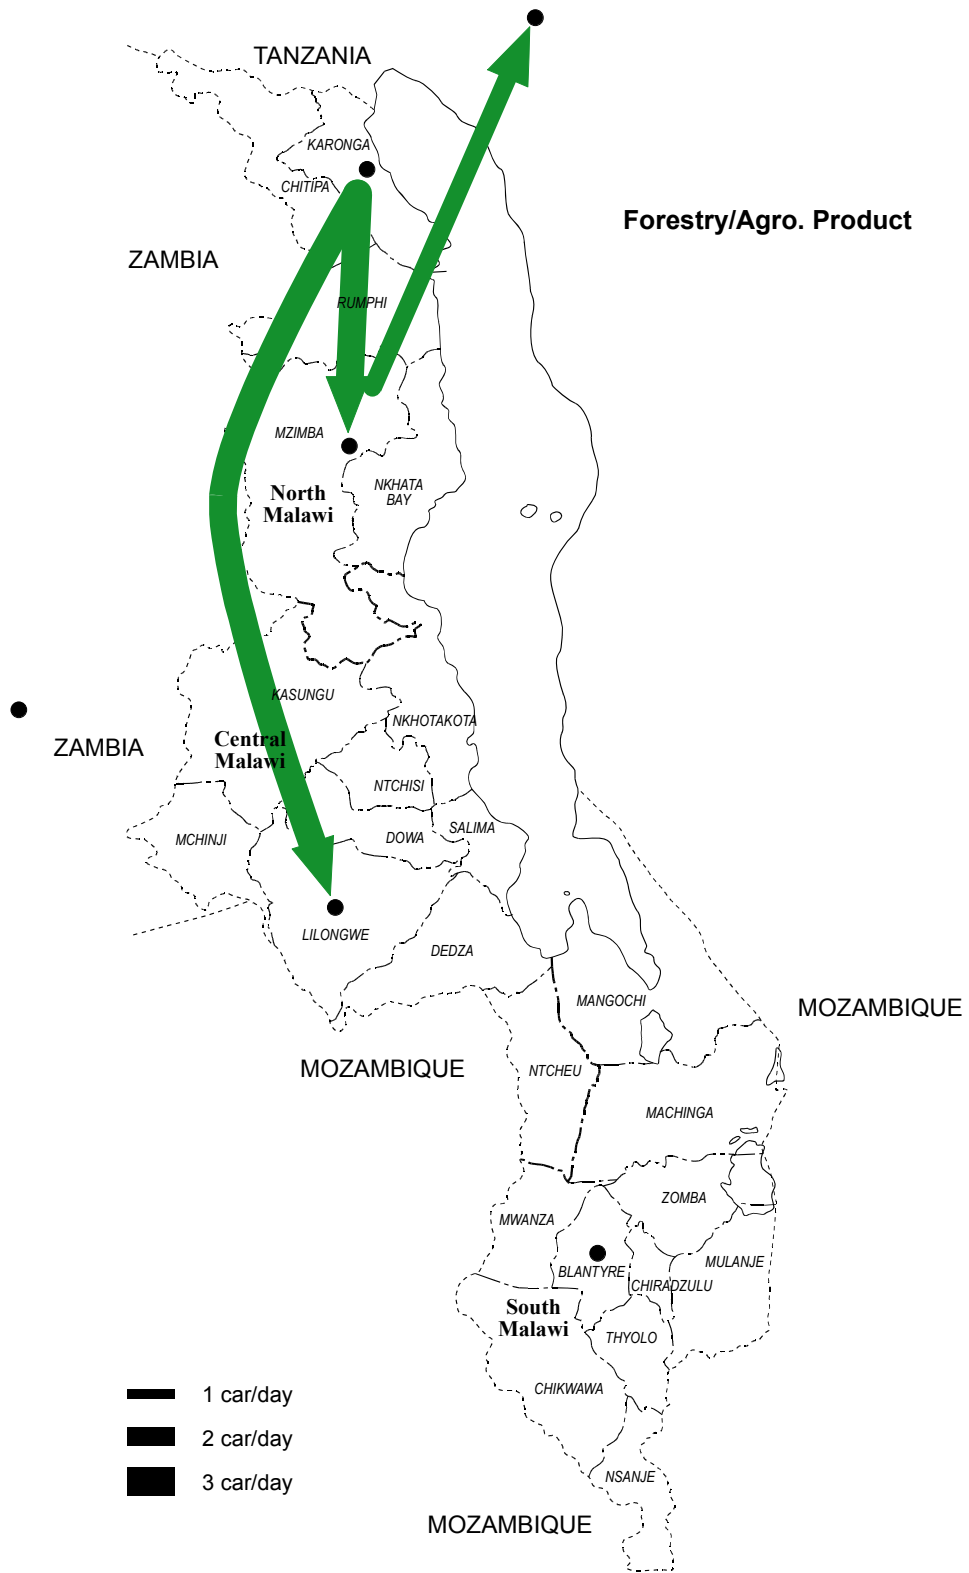 TANZANIA
KARONGA
CHITIPA
Forestry/Agro. Product
ZAMBIA
RUMPHI
MZIMBA
NKHATA
BAY
North
Malawi
KASUNGU
NKHOTAKOTA
ZAMBIA
Central
Malawi
NTCHISI
MCHINJI
DOWA
SALIMA
LILONGWE
DEDZA
MANGOCHI
MOZAMBIQUE
MOZAMBIQUE
NTCHEU
MACHINGA
ZOMBA
MWANZA
MULANJE
BLANTYRE
CHIRADZULU
South
Malawi
THYOLO
CHIKWAWA
1 car/day
2 car/day
3 car/day
NSANJE
MOZAMBIQUE